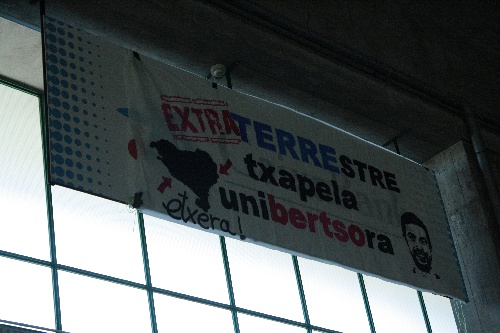 EXTRATERRESTRE
txapela
unibertsora
etxera!